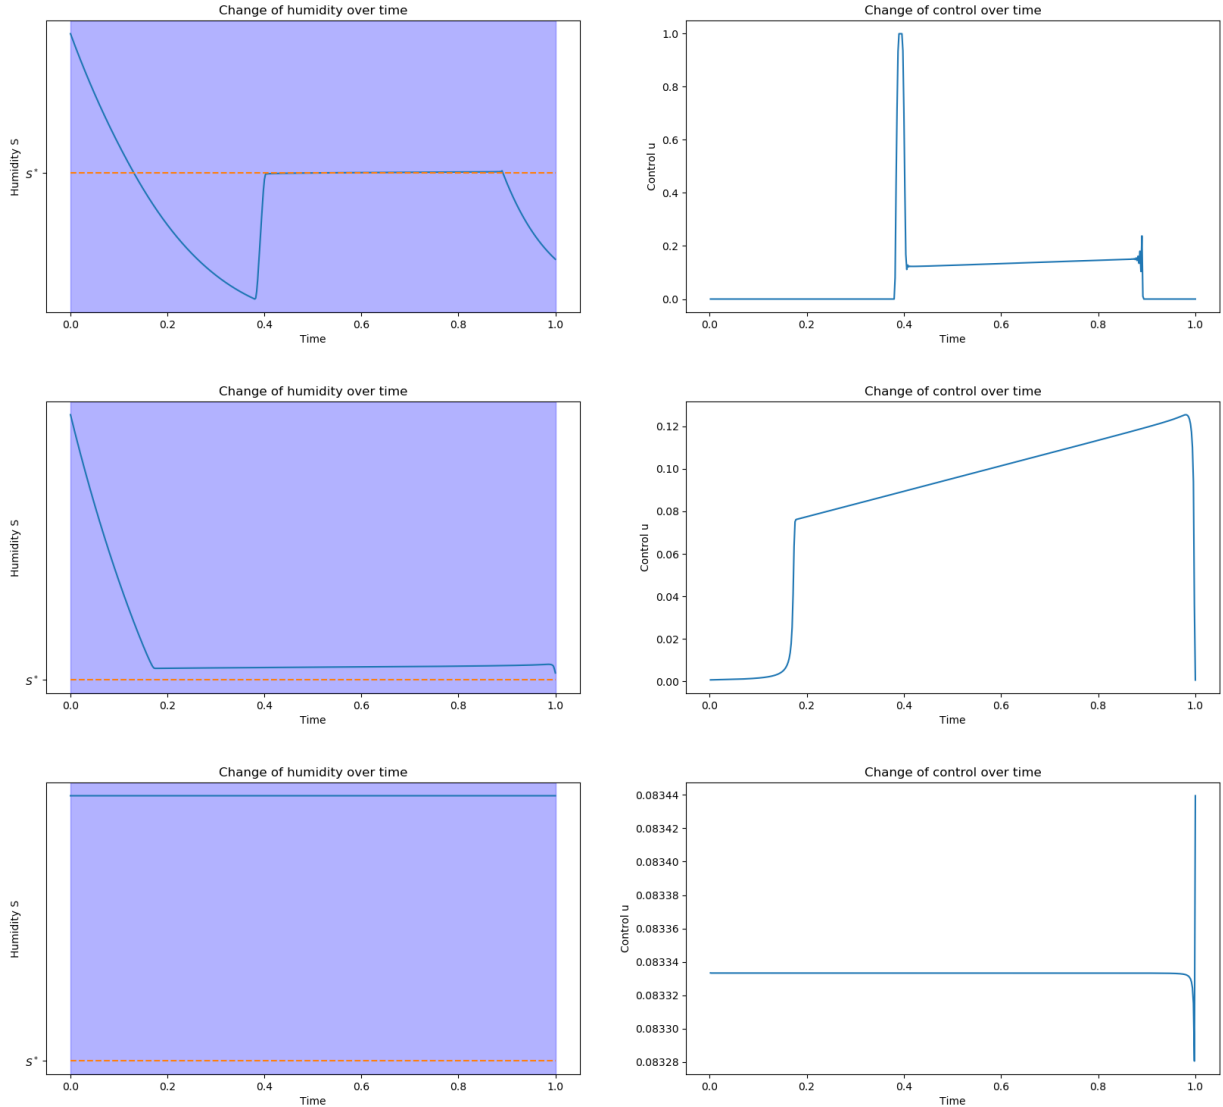 Change of humidity over time
Humidity S
S*
0.0 0.2 0.4 0.6 0.8 1.0
Time
Change of control over time
Control u
1.0
0.8
0.6
0.4
0.2
0.0
0.0 0.2 0.4 0.6 0.8 1.0
Time
Change of humidity over time
Humidity S
S*
0.0 0.2 0.4 0.6 0.8 1.0
Time
Change of control over time
Control u
0.12
0.10
0.08
0.06
0.04
0.02
0.00
0.0 0.2 0.4 0.6 0.8 1.0
Time
Change of humidity over time
Humidity S
S*
0.0 0.2 0.4 0.6 0.8 1.0
Time
Change of control over time
Control u
0.08344
0.08342
0.08340
0.08338
0.08336
0.08334
0.08332
0.08330
0.08328
0.0 0.2 0.4 0.6 0.8 1.0
Time